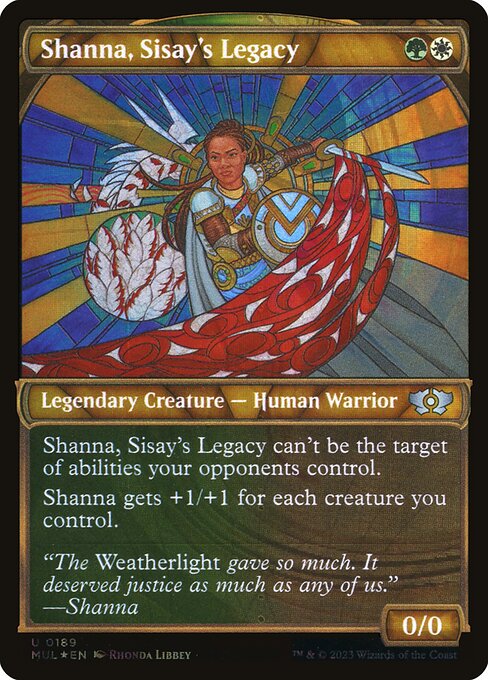 Shanna, Sisay's Legacy
Legendary Creature — Human Warrior
Shanna, Sisay's Legacy can't be the target
of abilities your opponents control.
Shanna gets +1/+1 for each creature you
control.
"The Weatherlight gave so much. It
deserved justice as much as any of us."
—Shanna
0/0
U 0189
MUL★EN Rhonda Libbey
™ & © 2023 Wizards of the Coast